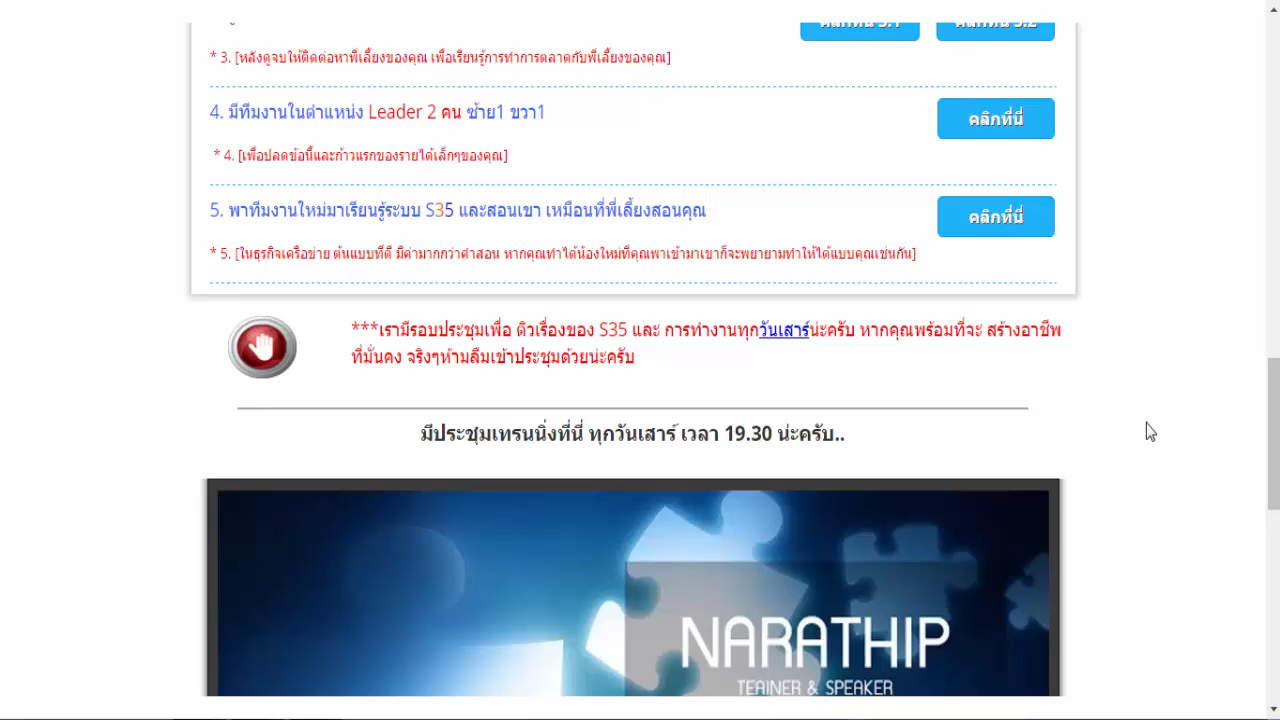 * 3. [หลังดูจบให้ติดต่อหาพี่เลี้ยงของคุณ เพื่อเรียนรู้การทำการตลาดกับพี่เลี้ยงของคุณ]
4. มีทีมงานในตำแหน่ง Leader 2 คน ซ้าย1 ขวา1
คลิกที่นี่
* 4. [เพื่อปลดข้อนี้และก้าวแรกของรายได้เล็กๆของคุณ]
5. พาทีมงานใหม่มาเรียนรู้ระบบ S35 และสอนเขา เหมือนที่พี่เลี้ยงสอนคุณ
คลิกที่นี่
* 5. [ในธุรกิจเครือข่าย ต้นแบบที่ดี มีค่ามากกว่าคำสอน หากคุณทำได้น้องใหม่ที่คุณพาเข้ามาเขาก็จะพยายามทำให้ได้แบบคุณเช่นกัน]
***เรามีรอบประชุมเพื่อ ติวเรื่องของ S35 และ การทำงานทุกวันเสาร์น่ะครับ หากคุณพร้อมที่จะ สร้างอาชีพ
ที่มั่นคง จริงๆห้ามลืมเข้าประชุมด้วยน่ะครับ
มีประชุมเทรนนิ่งที่นี่ ทุกวันเสาร์ เวลา 19.30 น่ะครับ..
NARATHIP
TEAINER & SPEAKER